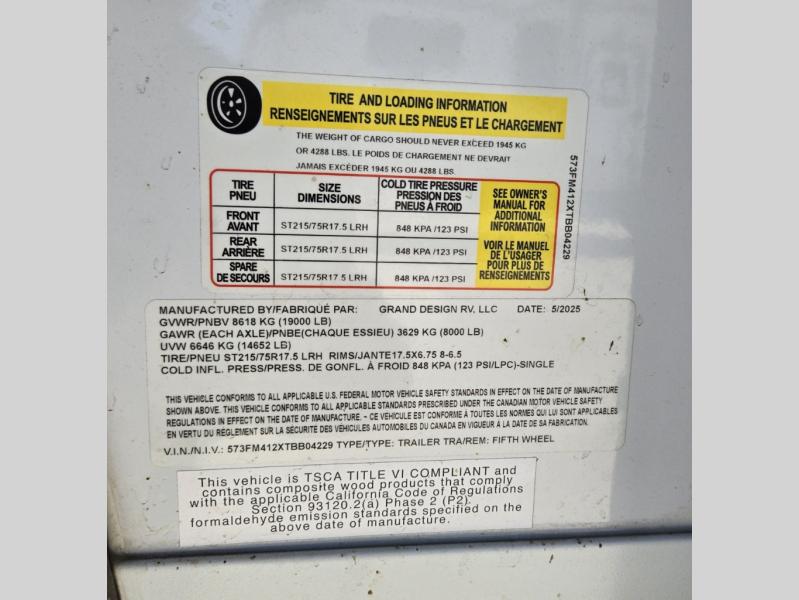 TIRE AND LOADING INFORMATION
RENSEIGNEMENTS SUR LES PNEUS ET LE CHARGEMENT
THE WEIGHT OF CARGO SHOULD NEVER EXCEED 1945 KG
OR 4288 LBS. LE POIDS DE CHARGEMENT NE DEVRAIT
JAMAIS EXCÉDER 1945 KG OU 4288 LBS.
TIRE
PNEU
SIZE
DIMENSIONS
COLD TIRE PRESSURE
PRESSION DES
PNEUS À FROID
FRONT
AVANT
ST215/75R17.5 LRH
848 KPA /123 PSI
REAR
ARRIÈRE
ST215/75R17.5 LRH
848 KPA /123 PSI
SPARE
DE SECOURS
ST215/75R17.5 LRH
848 KPA /123 PSI
SEE OWNER'S
MANUAL FOR
ADDITIONAL
INFORMATION
VOIR LE MANUEL
DE L'USAGER
POUR PLUS DE
RENSEIGNEMENTS
573FM412XTBB04229
MANUFACTURED BY/FABRIQUÉ PAR: GRAND DESIGN RV, LLC DATE: 5/2025
GVWR/PNBV 8618 KG (19000 LB)
GAWR (EACH AXLE)/PNBE(CHAQUE ESSIEU) 3629 KG (8000 LB)
UVW 6646 KG (14652 LB)
TIRE/PNEU ST215/75R17.5 LRH RIMS/JANTE17.5X6.75 8-6.5
COLD INFL. PRESS/PRESS. DE GONFL. À FROID 848 KPA (123 PSI/LPC)-SINGLE
THIS VEHICLE CONFORMS TO ALL APPLICABLE U.S. FEDERAL MOTOR VEHICLE SAFETY STANDARDS IN EFFECT ON THE DATE OF MANUFACTURE
SHOWN ABOVE. THIS VEHICLE CONFORMS TO ALL APPLICABLE STANDARDS PRESCRIBED UNDER THE CANADIAN MOTOR VEHICLE SAFETY
REGULATIONS IN EFFECT ON THE DATE OF MANUFACTURE. - CE VÉHICULE EST CONFORME À TOUTES LES NORMES QUI LUI SONT APPLICABLES
EN VERTU DU RÈGLEMENT SUR LA SÉCURITÉ DES VÉHICULES AUTOMOBILES DU CANADA EN VIGUEUR À LA DATE DE SA FABRICATION.
V.I.N./N.I.V.: 573FM412XTBB04229 TYPE/TYPE: TRAILER TRA/REM: FIFTH WHEEL
This vehicle is TSCA TITLE VI COMPLIANT and
contains composite wood products that comply
with the applicable California Code of Regulations
Section 93120.2(a) Phase 2 (P2)
formaldehyde emission standards specified on the
above date of manufacture.